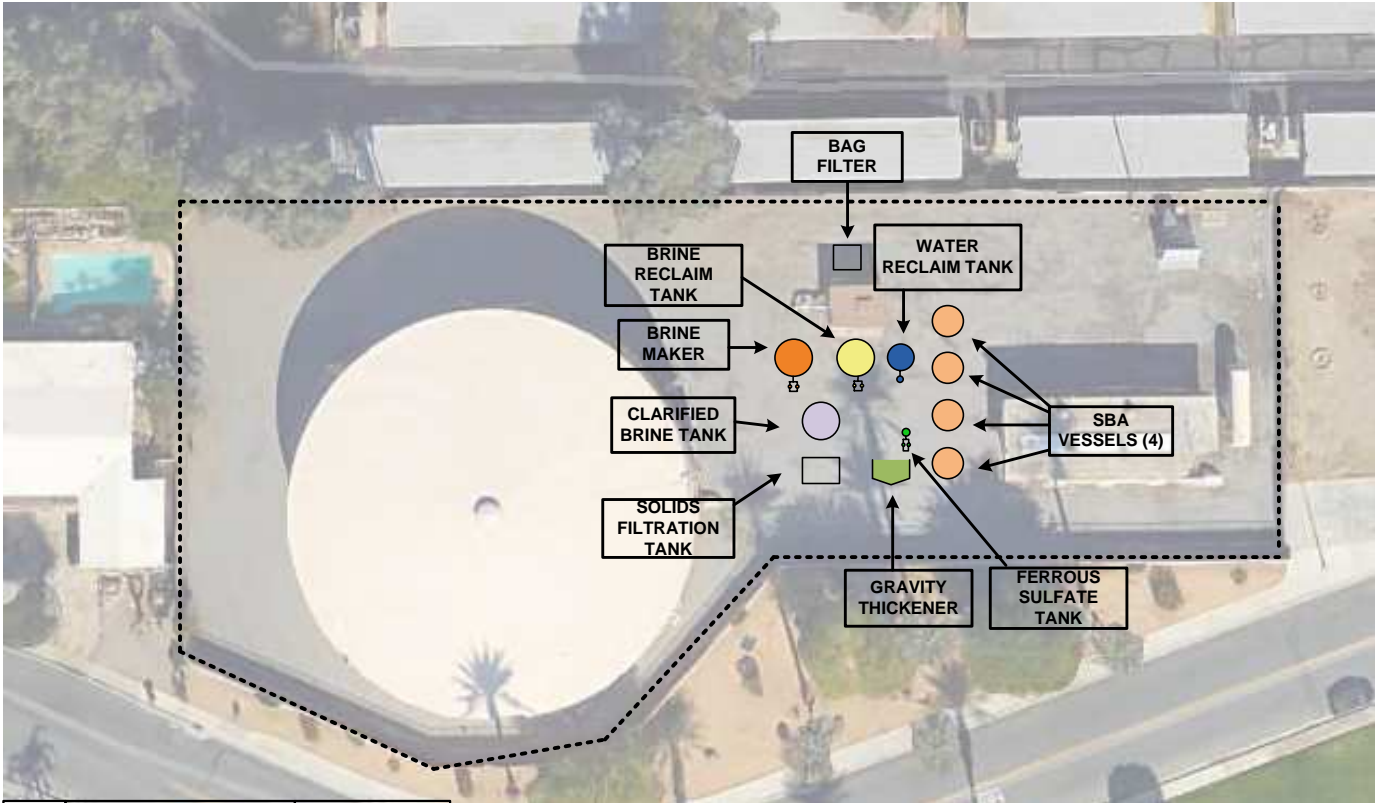 BAG
FILTER
WATER
RECLAIM TANK
BRINE
RECLAIM
TANK
BRINE
MAKER
CLARIFIED
BRINE TANK
SBA
VESSELS (4)
SOLIDS
FILTRATION
TANK
GRAVITY
THICKENER
FERROUS
SULFATE
TANK